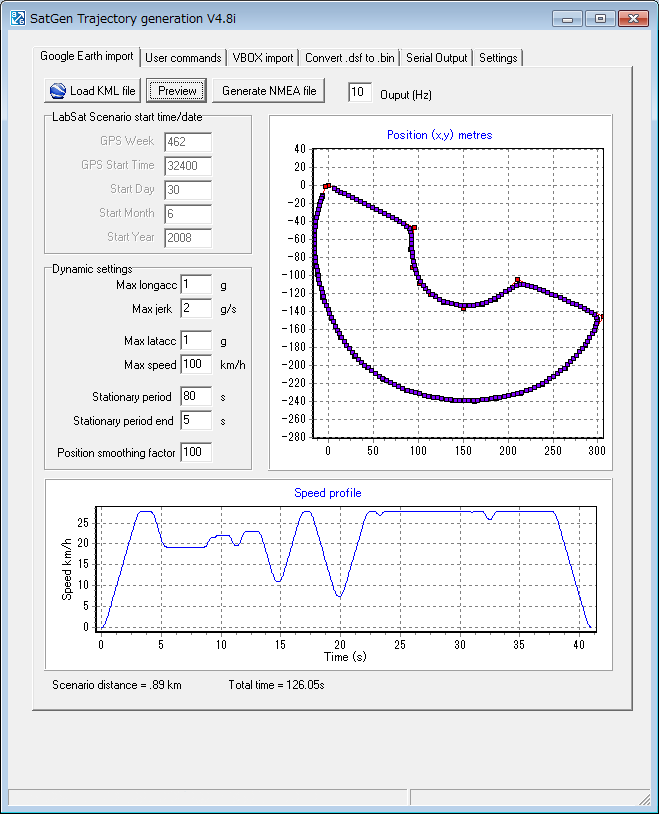 SatGen Trajectory generation V4.8i
Google Earth import
User commands
VBOX import
Convert .dsf to .bin
Serial Output
Settings
Load KML file
Preview
Generate NMEA file
10
Ouput (Hz)
LabSat Scenario start time/date
GPS Week 462
GPS Start Time 32400
Start Day 30
Start Month 6
Start Year 2008
Dynamic settings
Max longacc 1 g
Max jerk 2 g/s
Max latacc 1 g
Max speed 100 km/h
Stationary period 80 s
Stationary period end 5 s
Position smoothing factor 100
Position (x,y) metres
40
20
0
-20
-40
-60
-80
-100
-120
-140
-160
-180
-200
-220
-240
-260
-280
0 50 100 150 200 250 300
Speed profile
Speed km/h
25
20
15
10
5
0
0 5 10 15 20 25 30 35 40
Time (s)
Scenario distance = .89 km
Total time = 126.05s